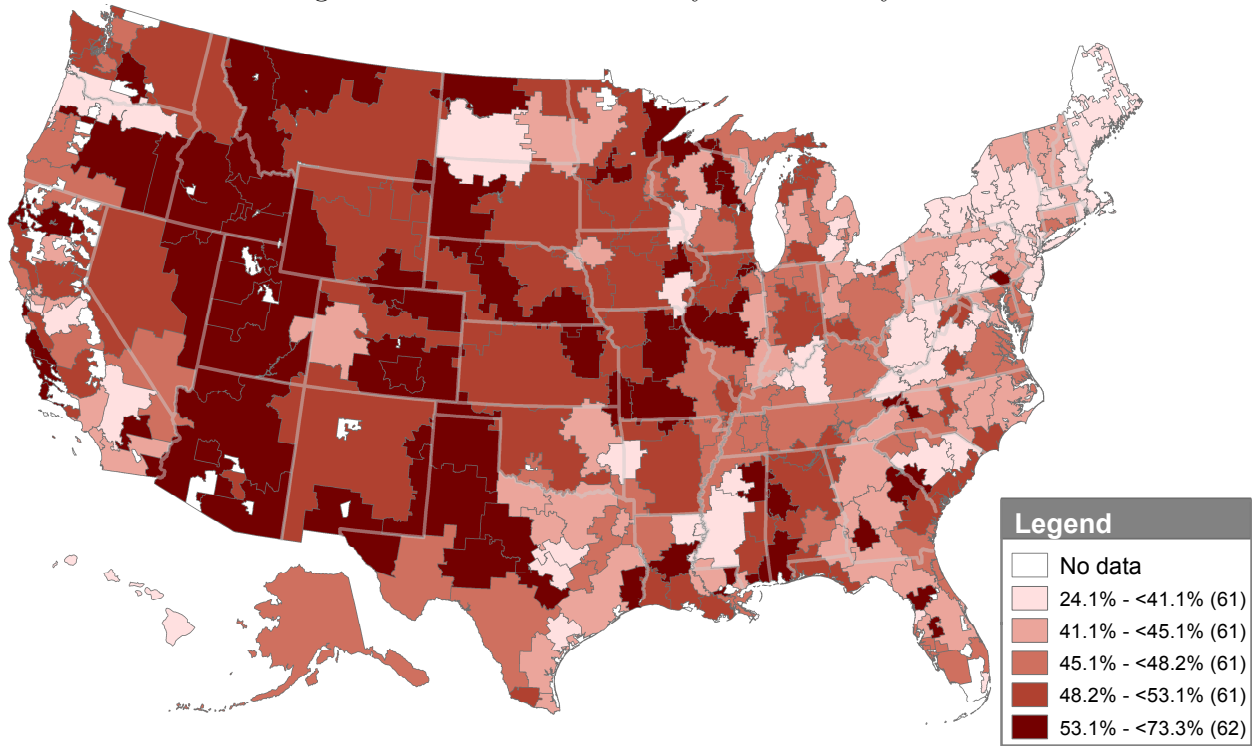 Legend
No data
24.1% - <41.1% (61)
41.1% - <45.1% (61)
45.1% - <48.2% (61)
48.2% - <53.1% (61)
53.1% - <73.3% (62)